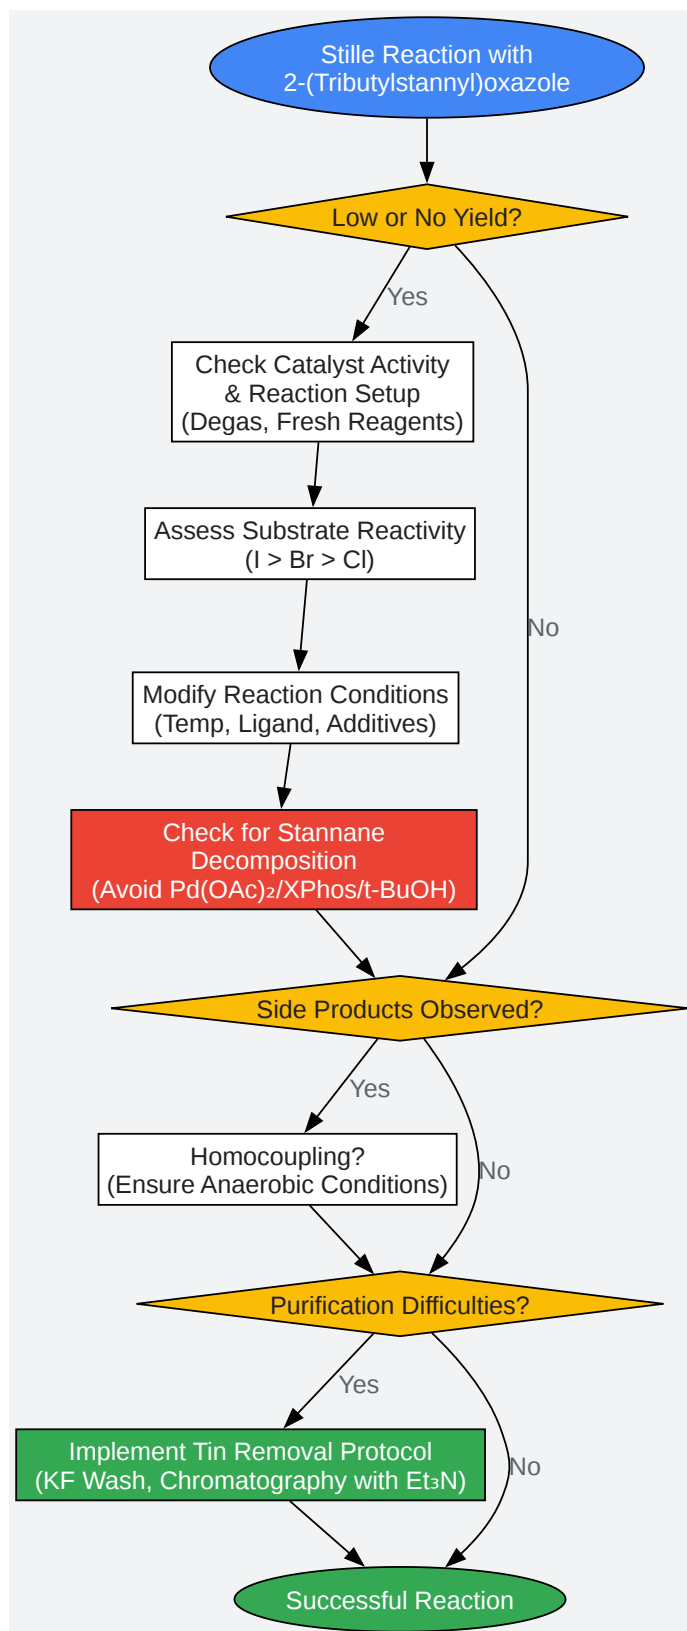 Stille Reaction with
2-(Tributylstannyl)oxazole
Low or No Yield?
Yes
Check Catalyst Activity
& Reaction Setup
(Degas, Fresh Reagents)
Assess Substrate Reactivity
(I > Br > Cl)
No
Modify Reaction Conditions
(Temp, Ligand, Additives)
Check for Stannane
Decomposition
(Avoid Pd(OAc)₂/XPhos/t-BuOH)
Side Products Observed?
Yes
Homocoupling?
(Ensure Anaerobic Conditions)
No
Purification Difficulties?
Yes
Implement Tin Removal Protocol
(KF Wash, Chromatography with Et₃N)
No
Successful Reaction